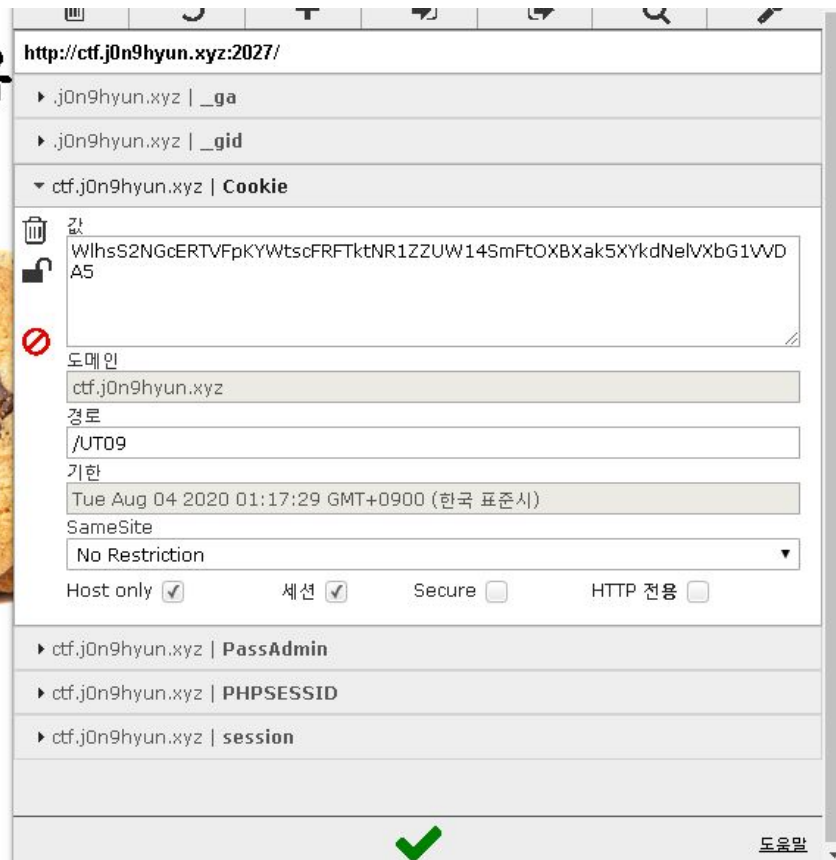 http://ctf.j0n9hyun.xyz:2027/
.j0n9hyun.xyz | _ga
.j0n9hyun.xyz | _gid
ctf.j0n9hyun.xyz | Cookie
값
WlhsS2NGcERTVFpKYWtscFRFTktNR1ZZUW14SmFtOXBXak5XYkdNelVXbG1VVD
A5
도메인
ctf.j0n9hyun.xyz
경로
/UT09
기한
Tue Aug 04 2020 01:17:29 GMT+0900 (한국 표준시)
SameSite
No Restriction
Host only 세션 Secure HTTP 전용
ctf.j0n9hyun.xyz | PassAdmin
ctf.j0n9hyun.xyz | PHPSESSID
ctf.j0n9hyun.xyz | session
도움말